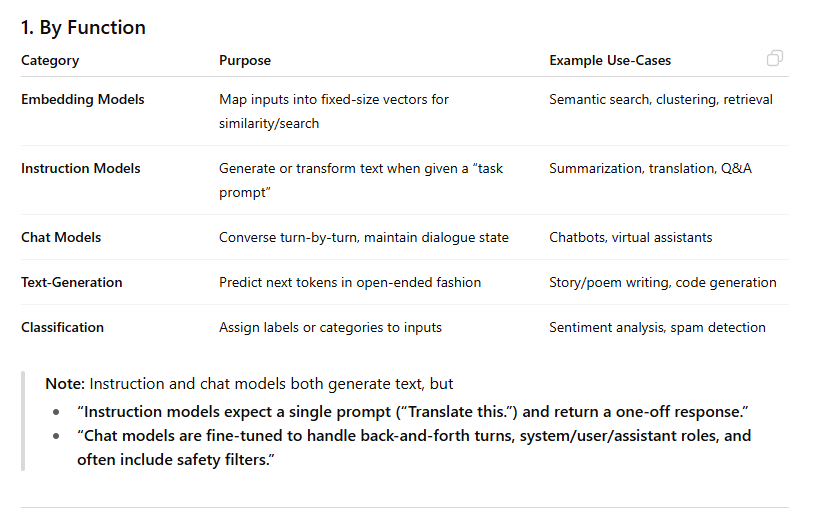 1. By Function
Category Purpose Example Use-Cases
Embedding Models Map inputs into fixed-size vectors for similarity/search Semantic search, clustering, retrieval
Instruction Models Generate or transform text when given a “task prompt” Summarization, translation, Q&A
Chat Models Converse turn-by-turn, maintain dialogue state Chatbots, virtual assistants
Text-Generation Predict next tokens in open-ended fashion Story/poem writing, code generation
Classification Assign labels or categories to inputs Sentiment analysis, spam detection
Note: Instruction and chat models both generate text, but
• “Instruction models expect a single prompt (“Translate this.”) and return a one-off response.”
• “Chat models are fine-tuned to handle back-and-forth turns, system/user/assistant roles, and
often include safety filters.”